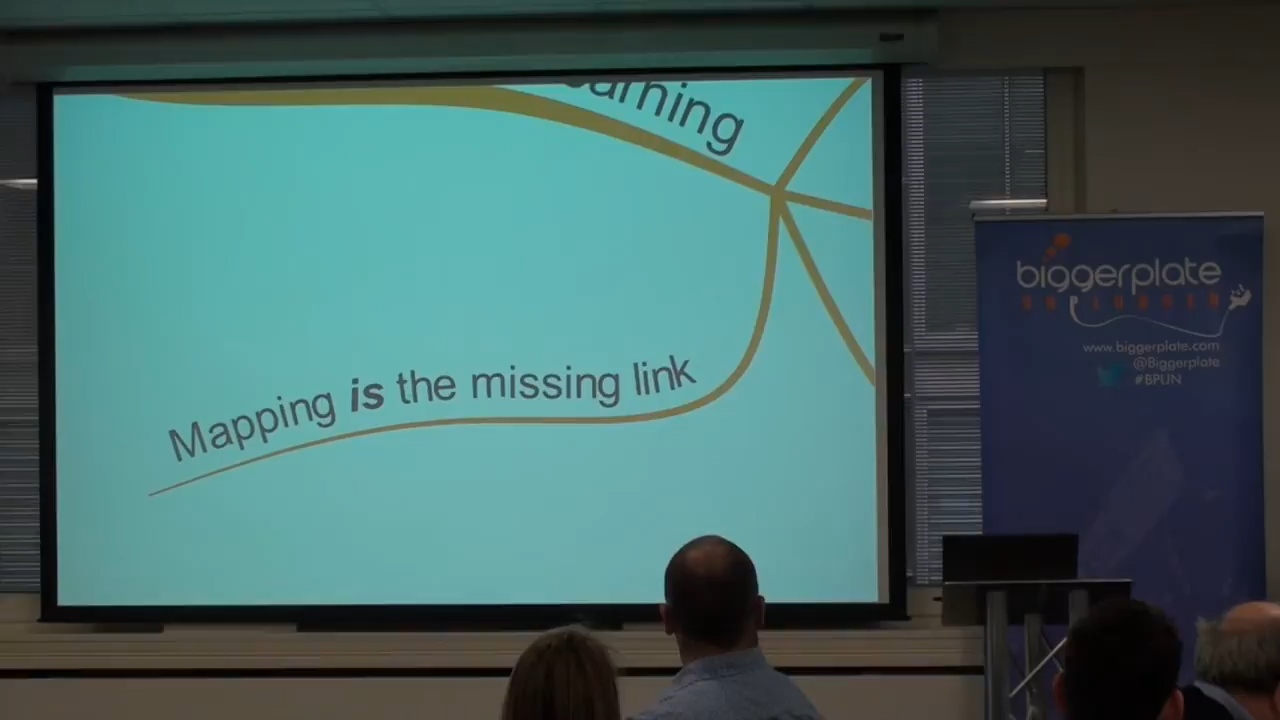 Mapping is the missing link
biggerplate
www.biggerplate.com
@Biggerplate
#BPUN